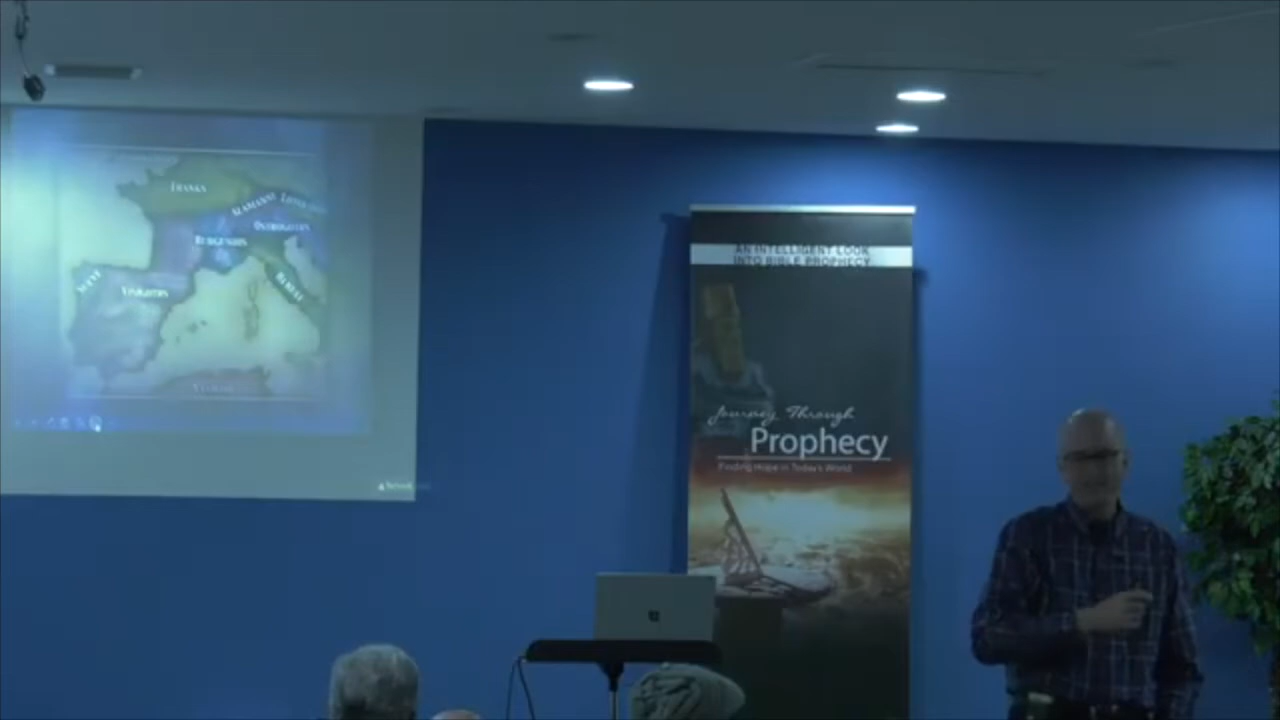 FRANKS
ALAMANNI
OSTROGOTHS
BURGUNDIANS
SUEVI
VISIGOTHS
HERULI
AN INTELLIGENT LOOK
INTO BIBLE PROPHECY
Journey Through
Prophecy
Finding Hope in Today's World